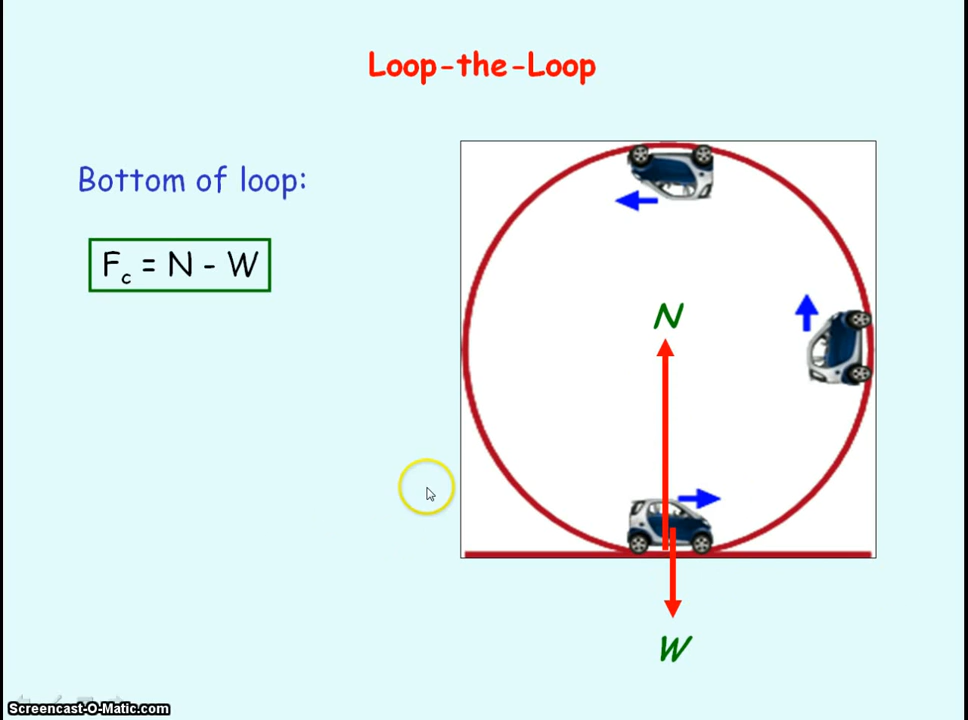 Loop-the-Loop
Bottom of loop:
Fc = N - W
N
W
Screencast-O-Matic.com